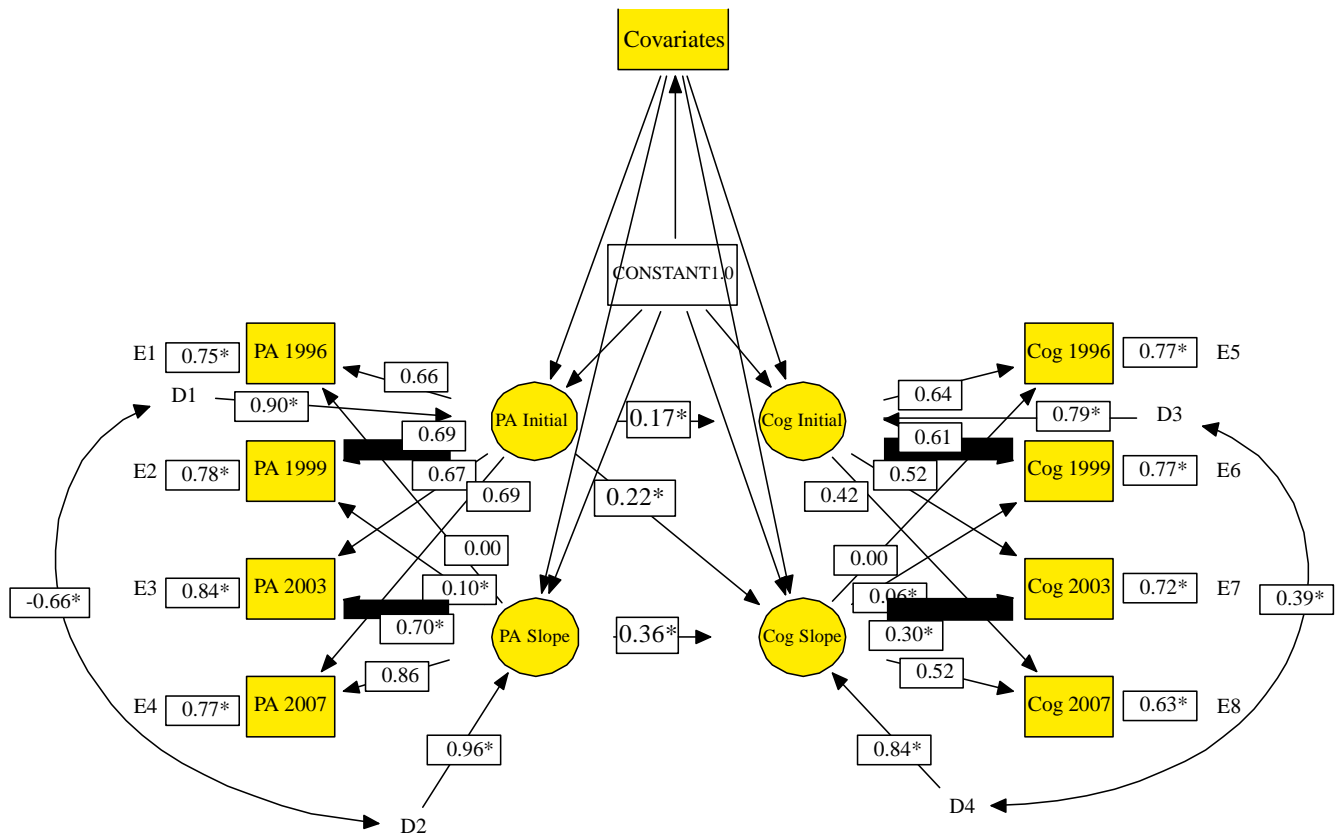 Covariates
CONSTANT1.0
E1 0.75* PA 1996
0.66
0.64
Cog 1996 0.77* E5
D1
0.90*
PA Initial
0.17*
Cog Initial
0.79*
D3
0.69
0.61
E2 0.78* PA 1999
0.67
0.69
0.22*
0.42
0.52
Cog 1999 0.77* E6
0.00
0.00
E3 0.84* PA 2003
0.10*
0.06*
Cog 2003 0.72* E7
-0.66*
0.39*
0.70*
PA Slope
0.36*
Cog Slope
0.30*
0.86
0.52
E4 0.77* PA 2007
Cog 2007 0.63* E8
0.96*
0.84*
D2
D4